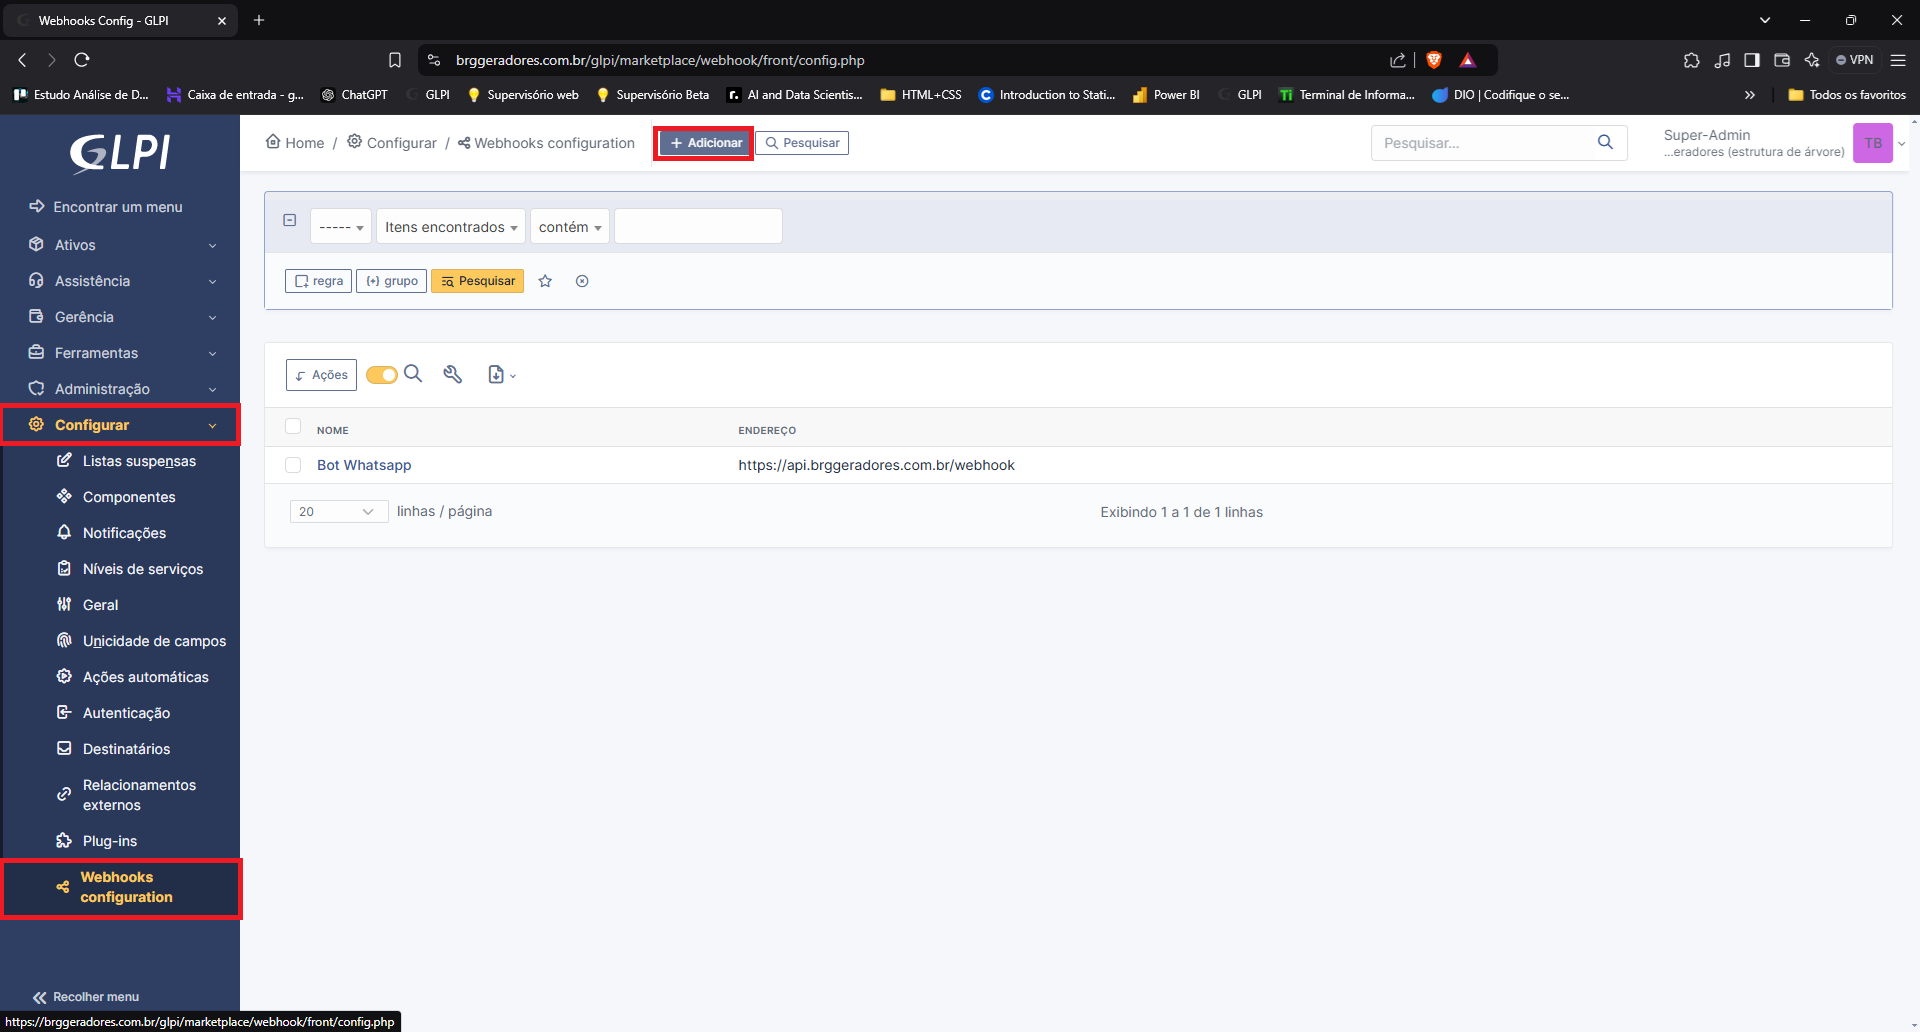 Webhooks Config - GLPI
brggeradores.com.br/glpi/marketplace/webhook/front/config.php
VPN
Estudo Análise de D...
Caixa de entrada - g...
ChatGPT
GLPI
Supervisório web
Supervisório Beta
r.
AI and Data Scientis...
HTML+CSS
C
Introduction to Stati...
Power BI
GLPI
Ti
Terminal de Informa...
DIO | Codifique o se...
Todos os favoritos
GLPI
Encontrar um menu
Ativos
Assistência
Gerência
Ferramentas
Administração
Configurar
Listas suspensas
Componentes
Notificações
Níveis de serviços
Geral
Unicidade de campos
Ações automáticas
Autenticação
Destinatários
Relacionamentos
externos
Plug-ins
Webhooks
configuration
Recolher menu
https://brggeradores.com.br/glpi/marketplace/webhook/front/config.php
Home / Configurar / Webhooks configuration
+ Adicionar
Pesquisar
Pesquisar...
Super-Admin
...eradores (estrutura de árvore)
TB
-----
Itens encontrados
contém
regra
grupo
Pesquisar
Ações
NOME
ENDEREÇO
Bot Whatsapp
https://api.brggeradores.com.br/webhook
20
linhas / página
Exibindo 1 a 1 de 1 linhas